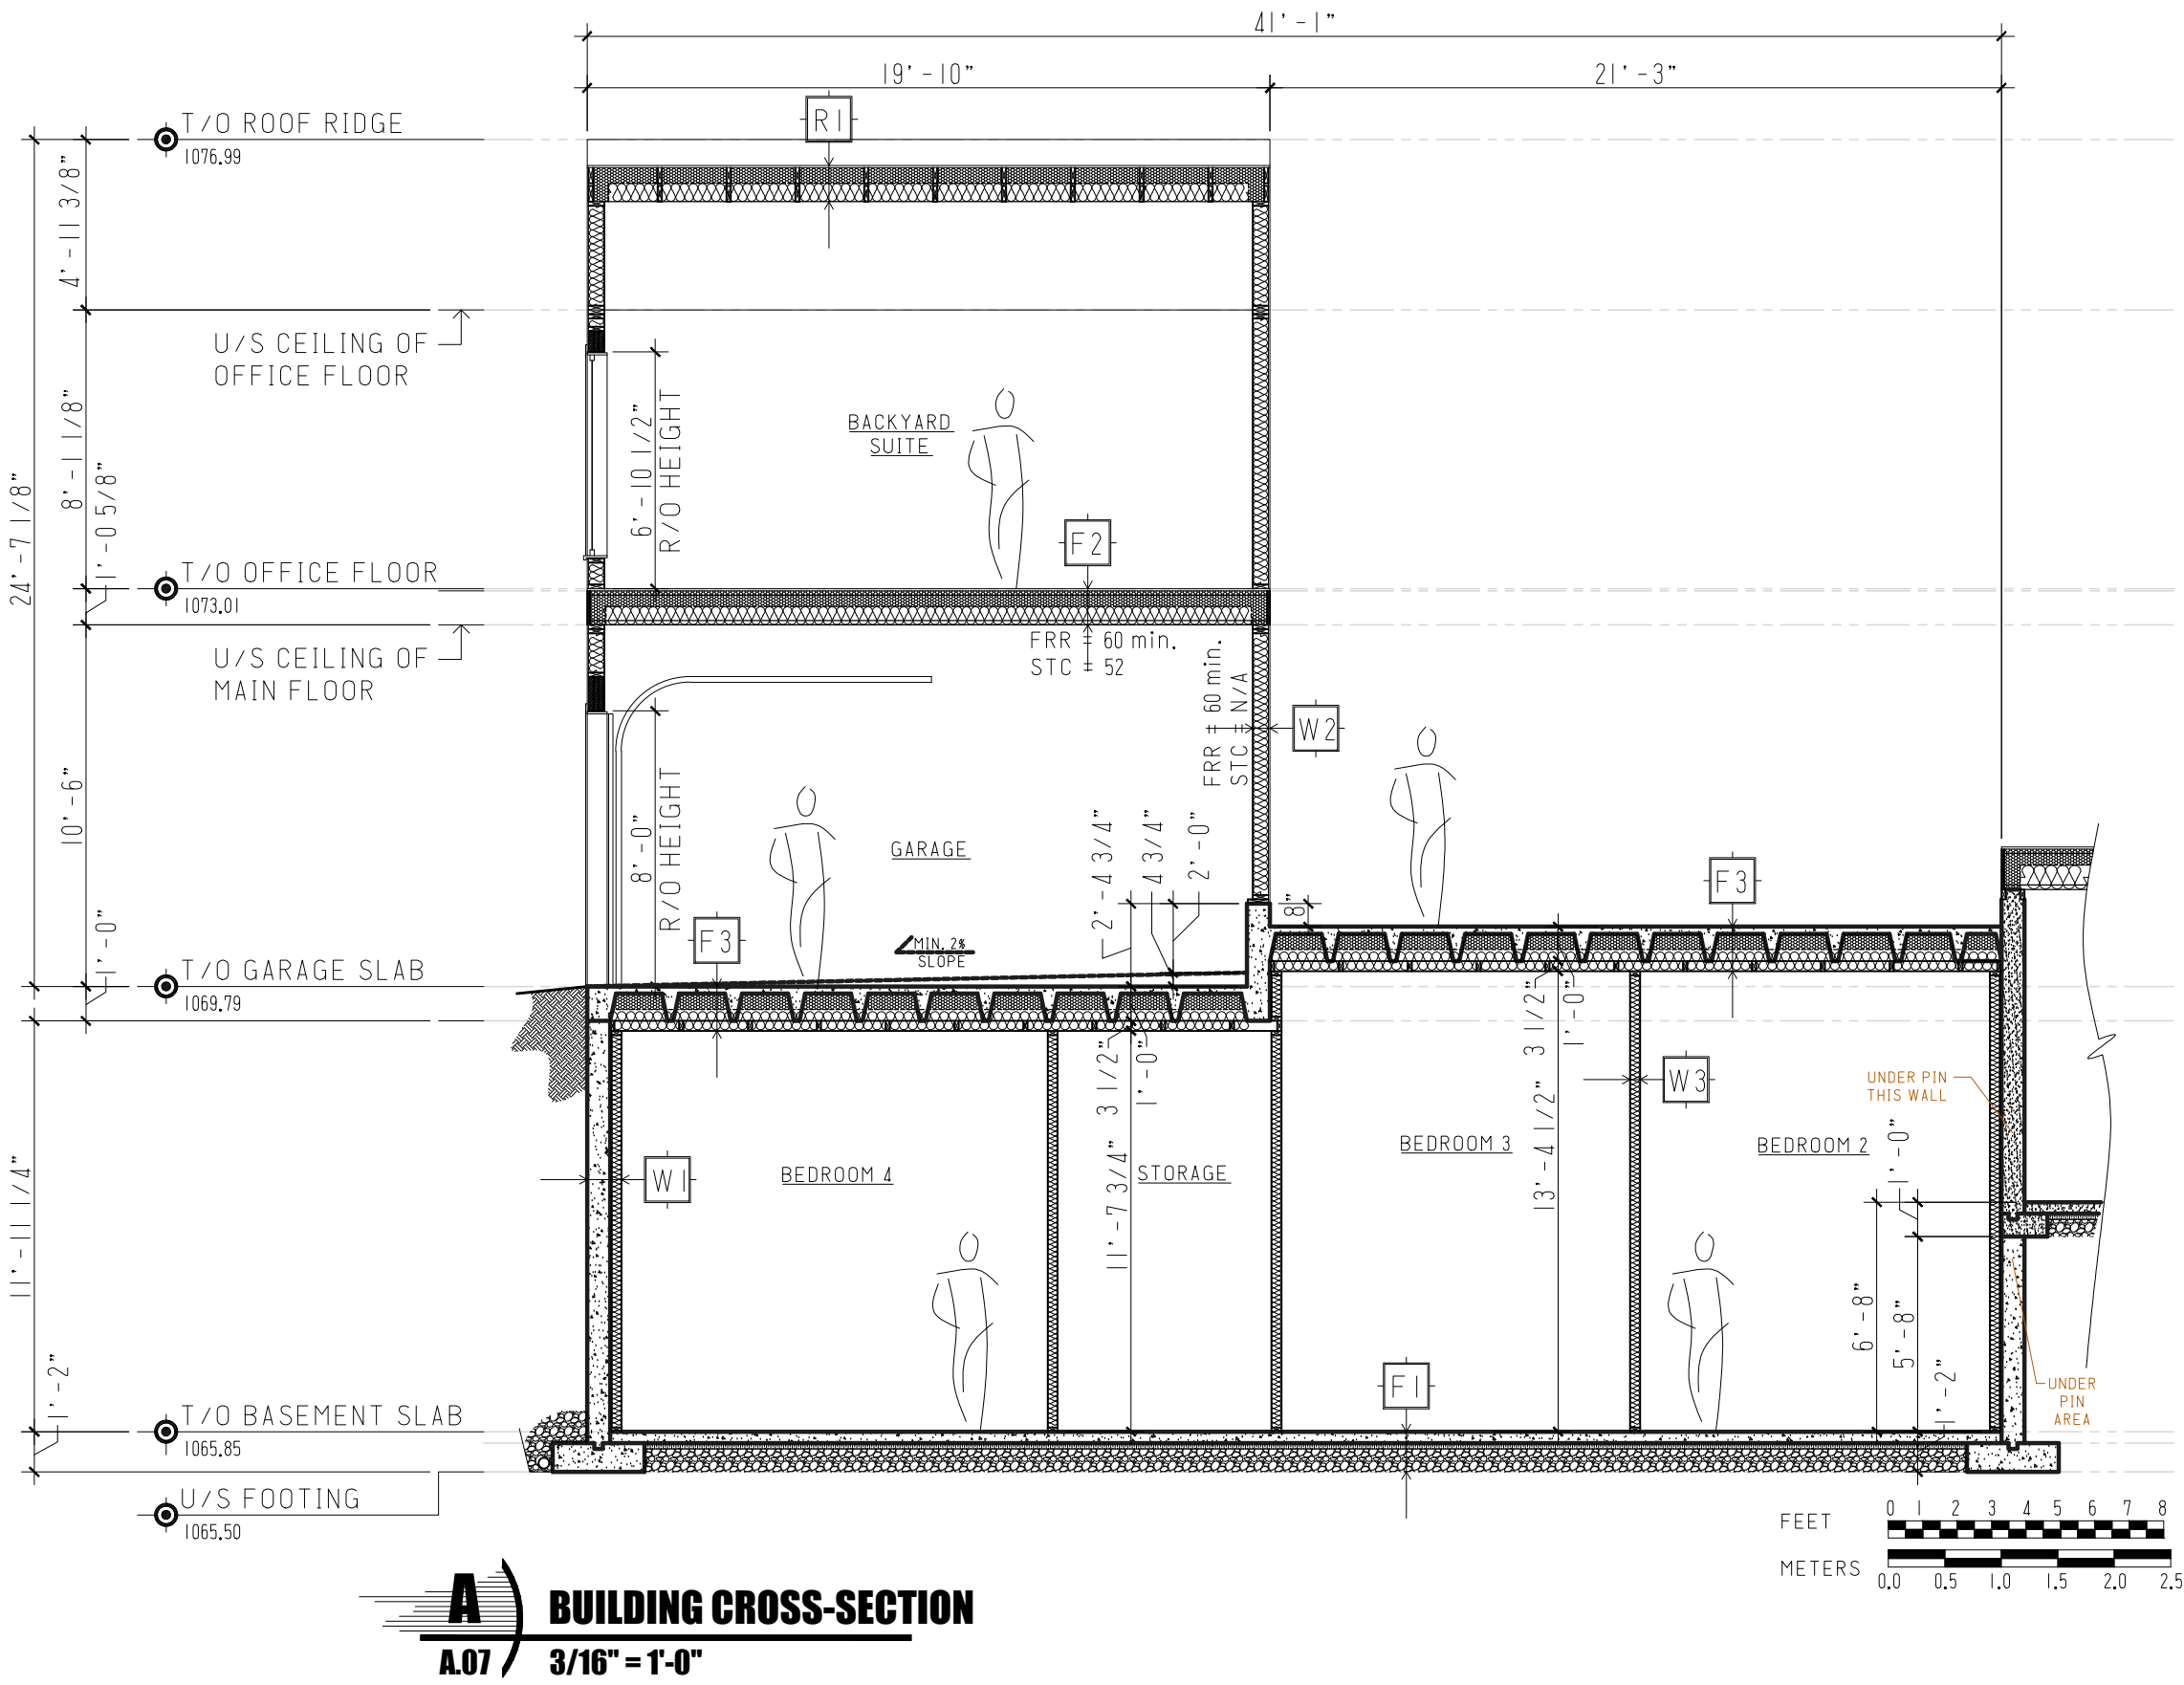 41'-1"
19'-10"
21'-3"
R1
T/O ROOF RIDGE
1076.99
4'-11 3/8"
U/S CEILING OF
OFFICE FLOOR
8'-1 1/8"
6'-10 1/2"
R/O HEIGHT
BACKYARD
SUITE
24'-7 1/8"
1'-0 5/8"
F2
T/O OFFICE FLOOR
1073.01
U/S CEILING OF
MAIN FLOOR
FRR = 60 min.
STC = 52
FRR = 60 min.
STC = N/A
W2
10'-6"
8'-0"
R/O HEIGHT
GARAGE
2'-4 3/4"
4 3/4"
2'-0"
8"
F3
F3
MIN. 2%
SLOPE
1'-0"
T/O GARAGE SLAB
1069.79
3 1/2"
1'-0"
3 1/2"
1'-0"
W3
UNDER PIN
THIS WALL
11'-11 1/4"
W1
BEDROOM 4
11'-7 3/4"
STORAGE
BEDROOM 3
13'-4 1/2"
BEDROOM 2
1'-0"
6'-8"
5'-8"
1'-2"
UNDER
PIN
AREA
F1
1'-2"
T/O BASEMENT SLAB
1065.85
U/S FOOTING
1065.50
FEET
0 1 2 3 4 5 6 7 8
METERS
0.0 0.5 1.0 1.5 2.0 2.5
A
BUILDING CROSS-SECTION
A.07
3/16" = 1'-0"